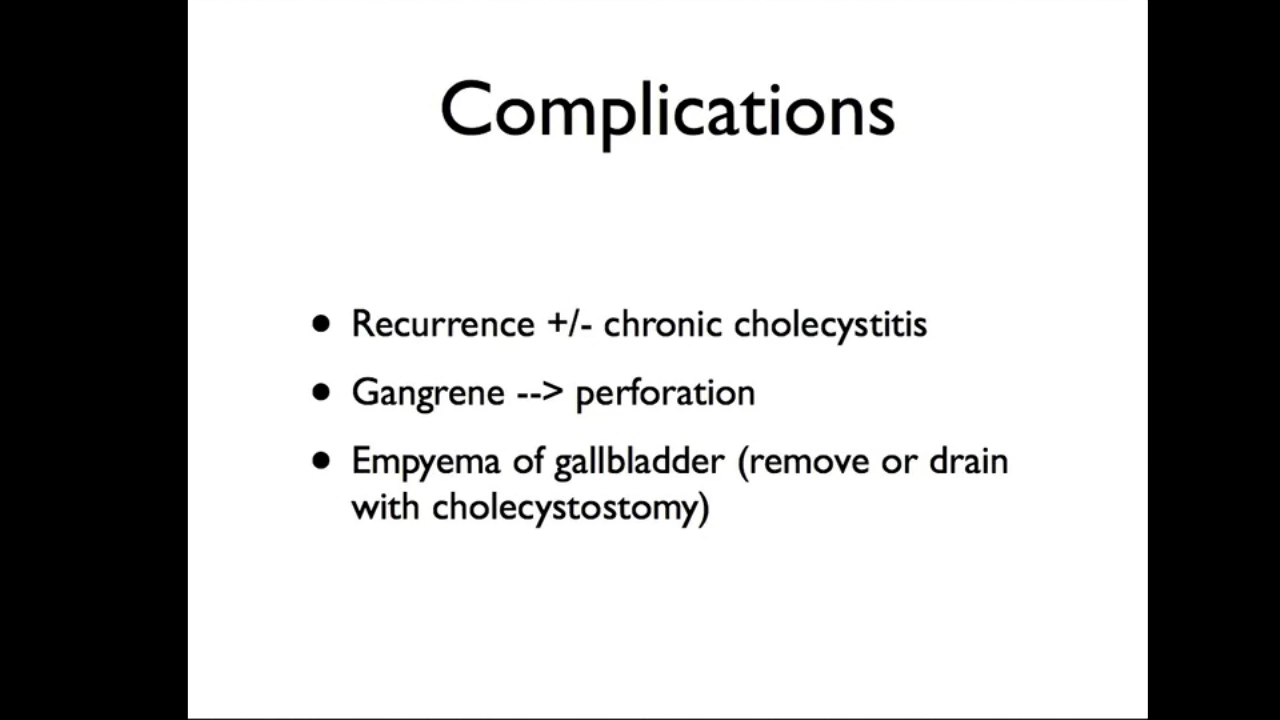 Complications
• Recurrence +/- chronic cholecystitis
• Gangrene --> perforation
• Empyema of gallbladder (remove or drain
with cholecystostomy)